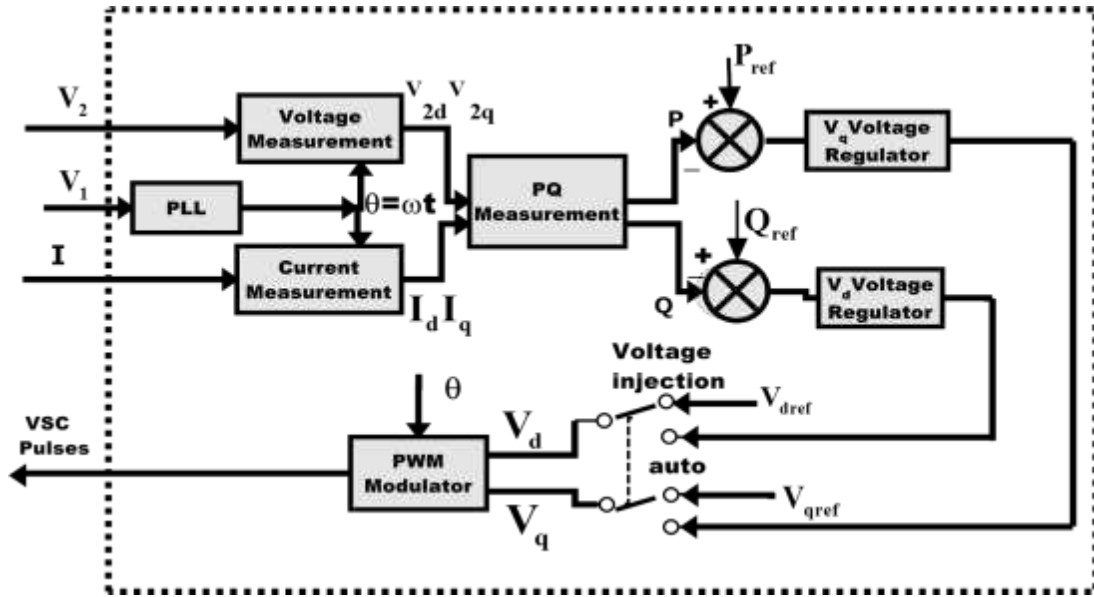 V2
Voltage
Measurement
V2d V2q
V1
PLL
θ=ωt
I
Current
Measurement
Id Iq
PQ
Measurement
P
+
−
Pref
Vq Voltage
Regulator
Q
+
−
Qref
Vd Voltage
Regulator
Voltage
injection
Vdref
auto
Vqref
θ
Vd
Vq
PWM
Modulator
VSC
Pulses